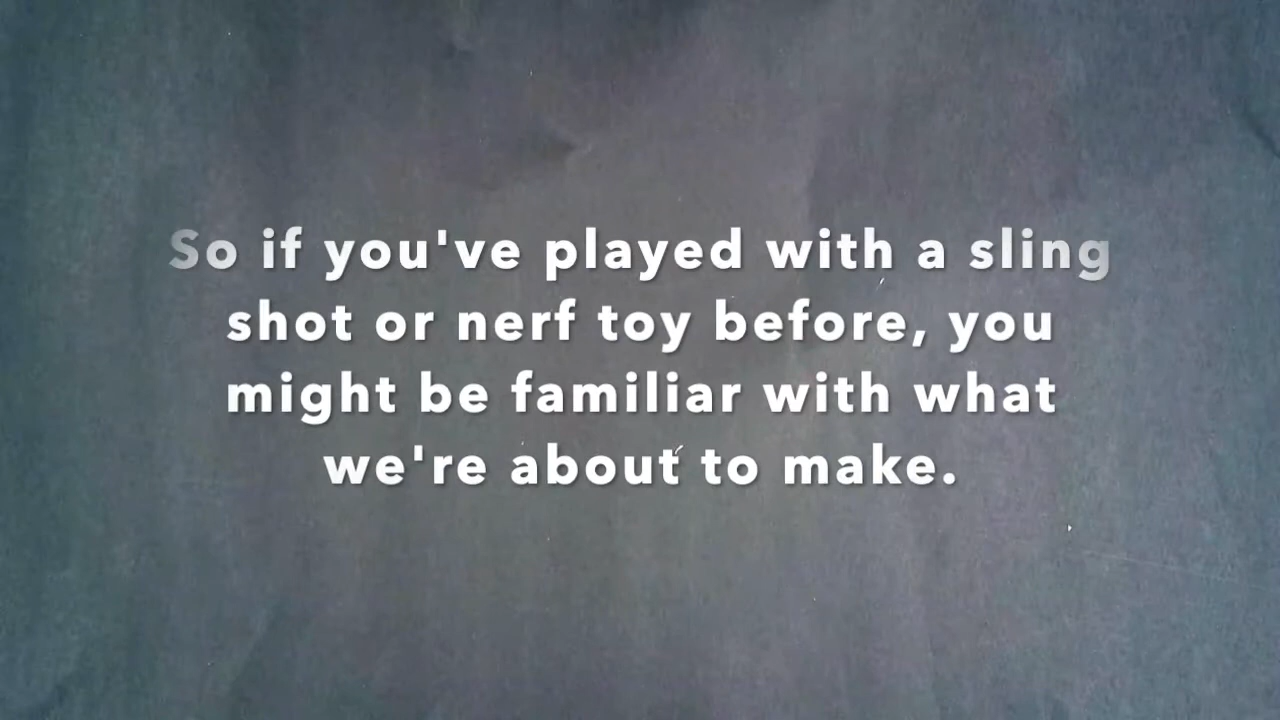 So if you've played with a sling
shot or nerf toy before, you
might be familiar with what
we're about to make.